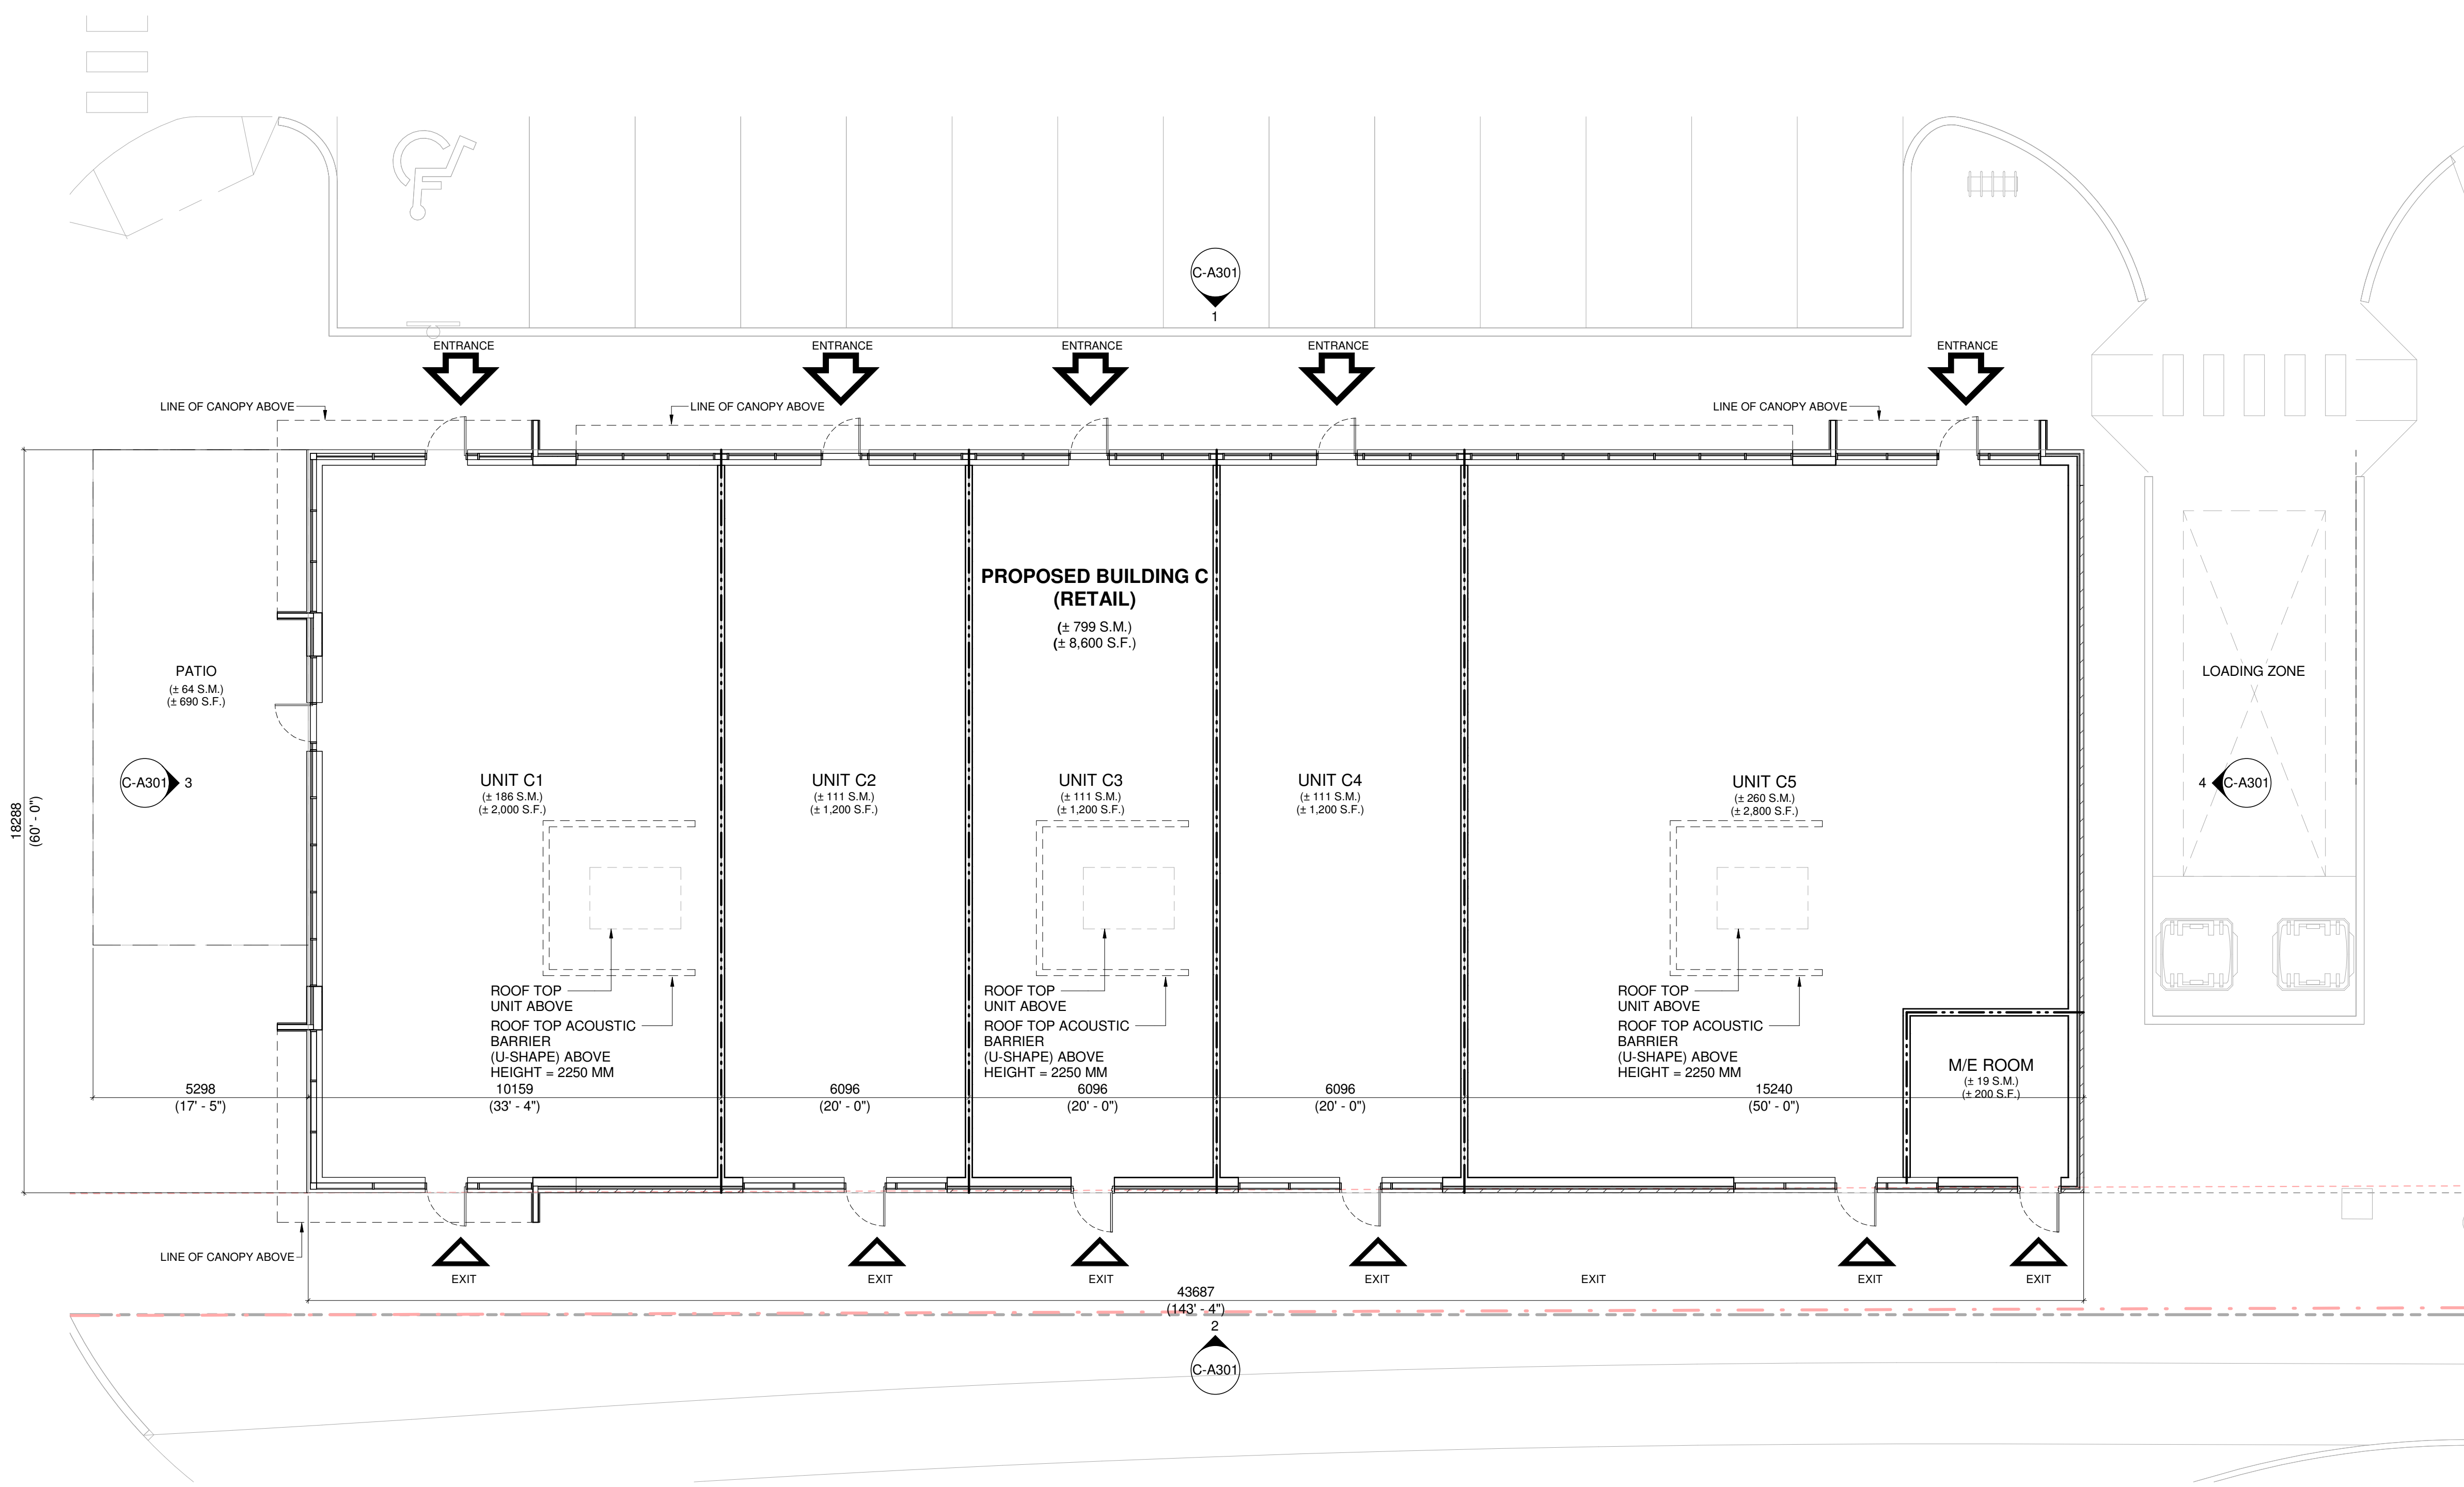 C-A301
1
ENTRANCE
ENTRANCE
ENTRANCE
ENTRANCE
ENTRANCE
LINE OF CANOPY ABOVE
LINE OF CANOPY ABOVE
LINE OF CANOPY ABOVE
PROPOSED BUILDING C
(RETAIL)
(± 799 S.M.)
(± 8,600 S.F.)
PATIO
(± 64 S.M.)
(± 690 S.F.)
LOADING ZONE
C-A301
3
UNIT C1
(± 186 S.M.)
(± 2,000 S.F.)
UNIT C2
(± 111 S.M.)
(± 1,200 S.F.)
UNIT C3
(± 111 S.M.)
(± 1,200 S.F.)
UNIT C4
(± 111 S.M.)
(± 1,200 S.F.)
UNIT C5
(± 260 S.M.)
(± 2,800 S.F.)
4
C-A301
18288
(60' - 0")
ROOF TOP
UNIT ABOVE
ROOF TOP ACOUSTIC
BARRIER
(U-SHAPE) ABOVE
HEIGHT = 2250 MM
ROOF TOP
UNIT ABOVE
ROOF TOP ACOUSTIC
BARRIER
(U-SHAPE) ABOVE
HEIGHT = 2250 MM
ROOF TOP
UNIT ABOVE
ROOF TOP ACOUSTIC
BARRIER
(U-SHAPE) ABOVE
HEIGHT = 2250 MM
M/E ROOM
(± 19 S.M.)
(± 200 S.F.)
5298
(17' - 5")
10159
(33' - 4")
6096
(20' - 0")
6096
(20' - 0")
6096
(20' - 0")
15240
(50' - 0")
LINE OF CANOPY ABOVE
EXIT
EXIT
EXIT
EXIT
EXIT
EXIT
EXIT
43687
(143' - 4")
2
C-A301